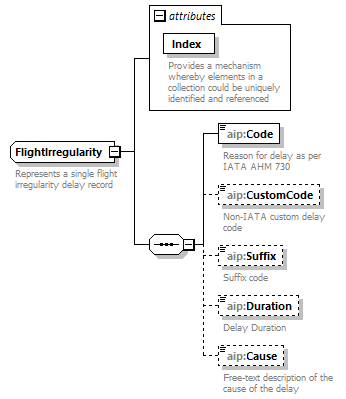 attributes
Index
Provides a mechanism
whereby elements in a
collection could be uniquely
identified and referenced
FlightIrregularity
Represents a single flight
irregularity delay record
aip:Code
Reason for delay as per
IATA AHM 730
aip:CustomCode
Non-IATA custom delay
code
aip:Suffix
Suffix code
aip:Duration
Delay Duration
aip:Cause
Free-text description of the
cause of the delay